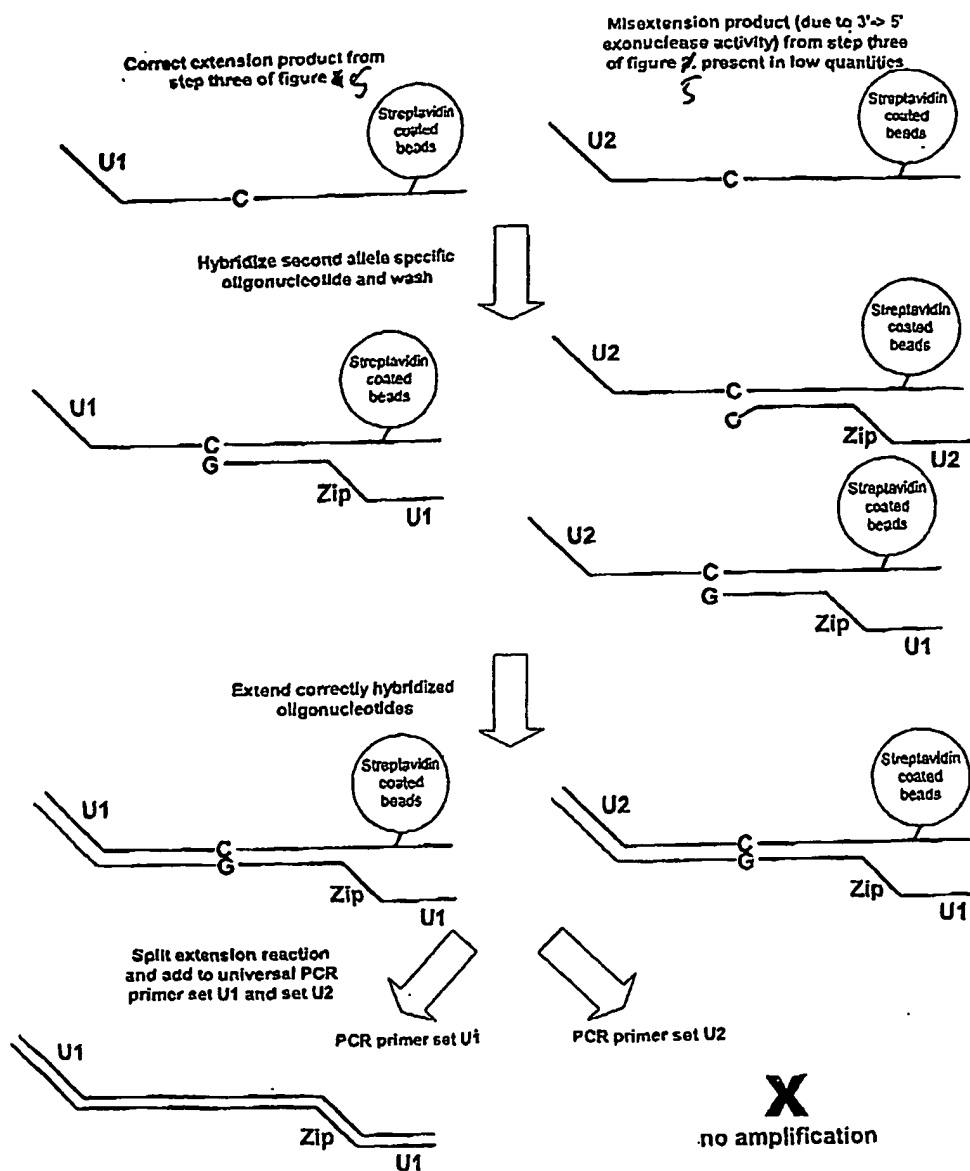 Correct extension product from
step three of figure 5
Misextension product (due to 3'-> 5'
exonuclease activity) from step three
of figure present in low quantities
5
Streptavidin
coated
beads
Streptavidin
coated
beads
U1
C
U2
C
Hybridize second allele specific
oligonucleotide and wash
Streptavidin
coated
beads
U1
C
G
Zip
U1
Streptavidin
coated
beads
U2
C
C
Zip
U2
Streptavidin
coated
beads
U2
C
G
Zip
U1
Extend correctly hybridized
oligonucleotides
Streptavidin
coated
beads
U1
C
G
Zip
U1
Streptavidin
coated
beads
U2
C
G
Zip
U1
Split extension reaction
and add to universal PCR
primer set U1 and set U2
PCR primer set U1
PCR primer set U2
U1
Zip
U1
X
no amplification